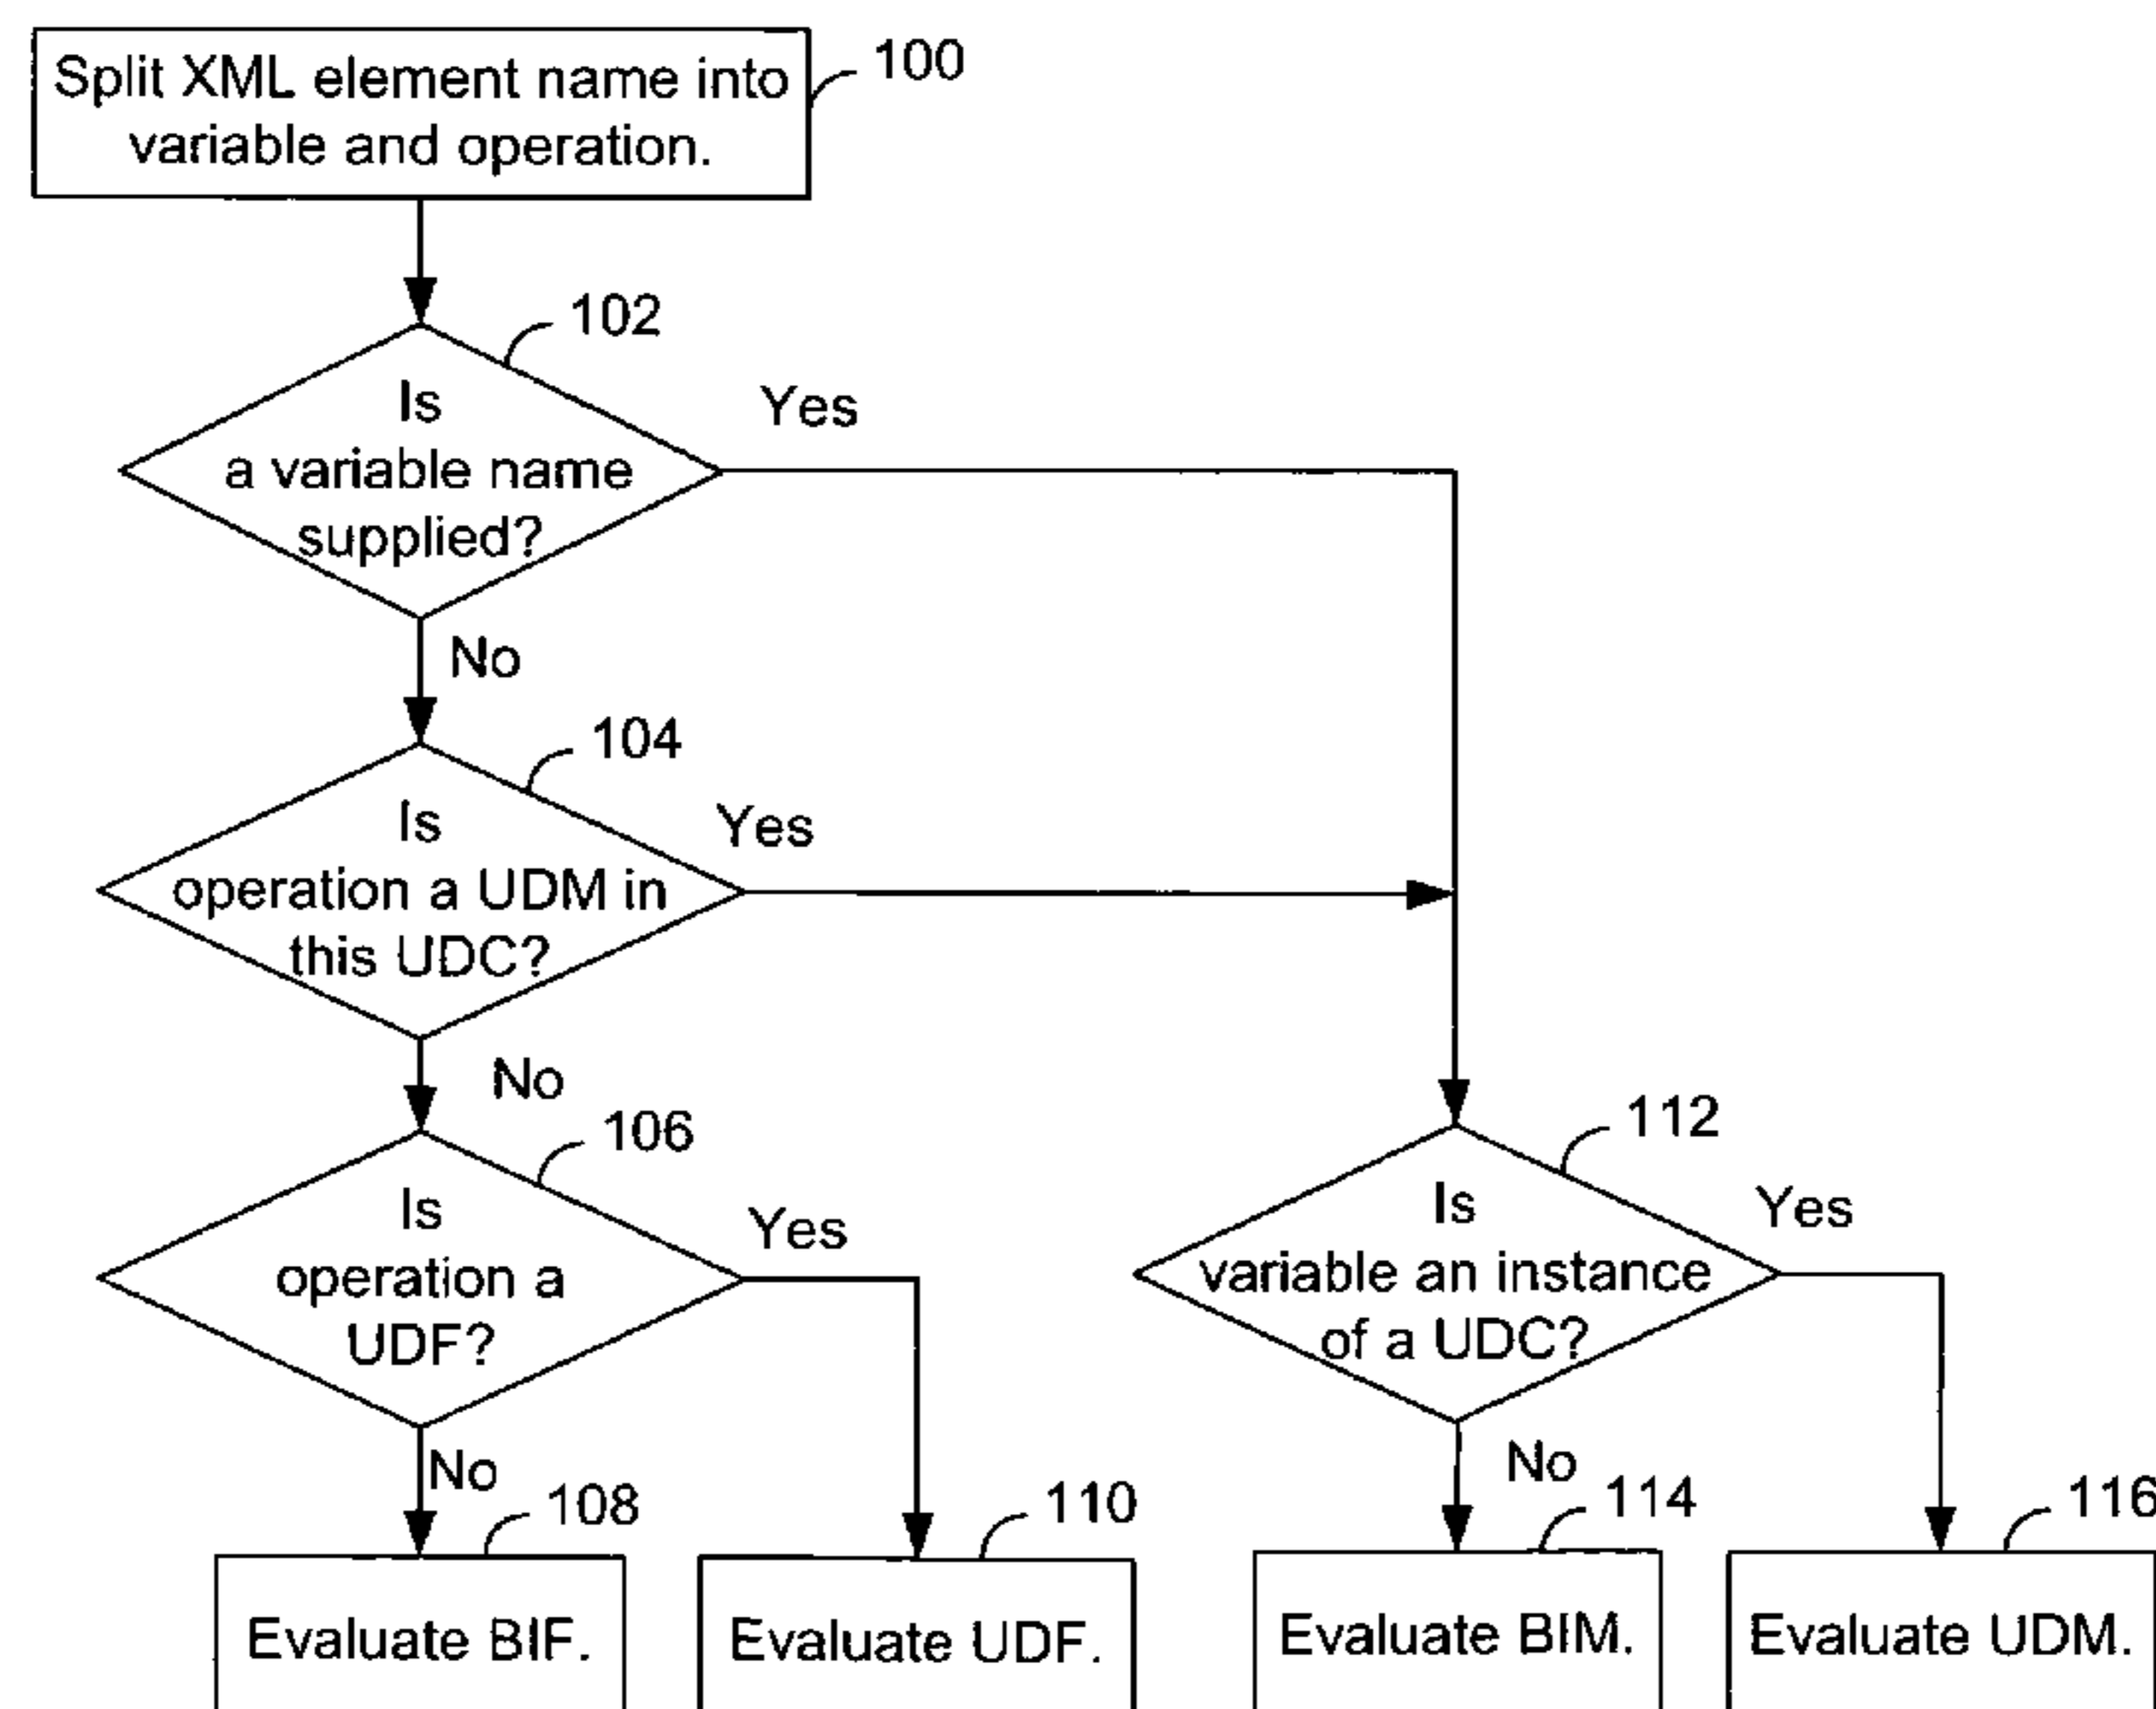 Split XML element name into
variable and operation.
100
102
Is
a variable name
supplied?
Yes
No
104
Is
operation a UDM in
this UDC?
Yes
No
106
Is
operation a
UDF?
Yes
No
112
Is
variable an instance
of a UDC?
Yes
No
108
Evaluate BIF.
110
Evaluate UDF.
114
Evaluate BIM.
116
Evaluate UDM.